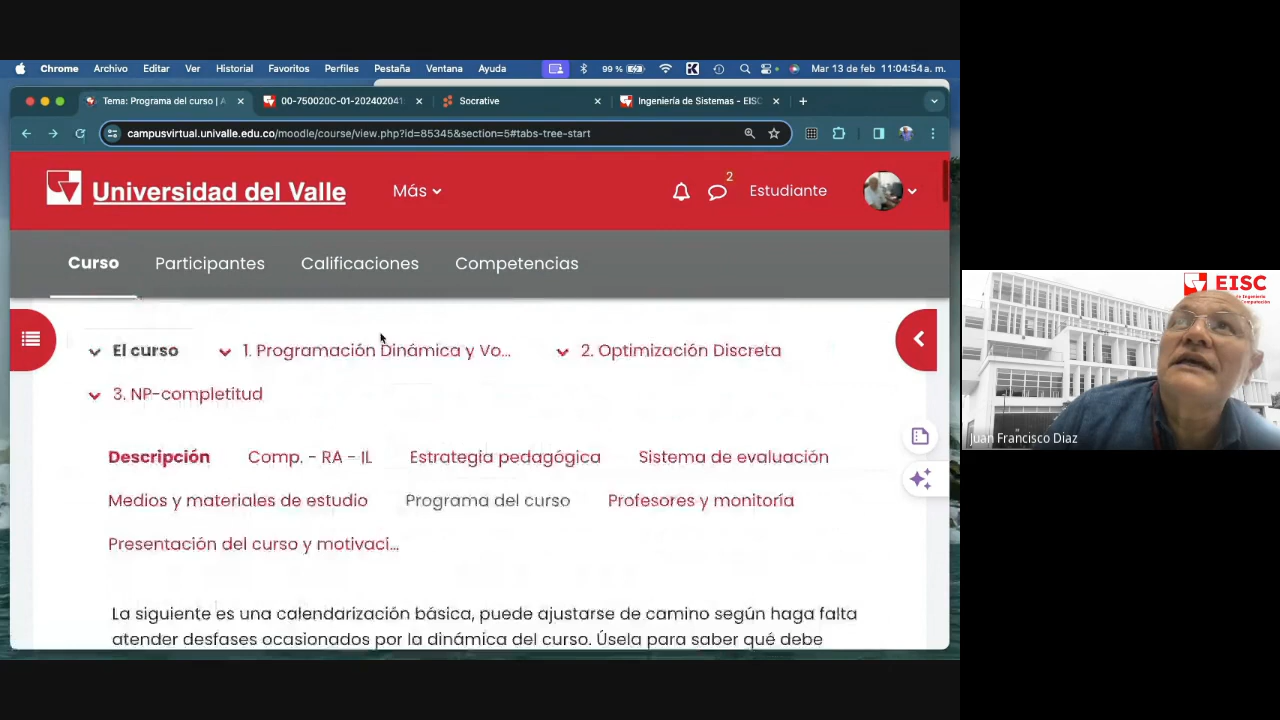 Chrome Archivo Editar Ver Historial Favoritos Perfiles Pestaña Ventana Ayuda 99 % Mar 13 de feb 11:04:54 a. m.
Tema: Programa del curso | A 00-750020C-01-202402041 Socrative Ingeniería de Sistemas - EISC
campusvirtual.univalle.edu.co/moodle/course/view.php?id=85345&section=5#tabs-tree-start
Universidad del Valle Más 2 Estudiante
Curso Participantes Calificaciones Competencias
El curso 1. Programación Dinámica y Vo... 2. Optimización Discreta
3. NP-completitud
Descripción Comp. - RA - IL Estrategia pedagógica Sistema de evaluación
Medios y materiales de estudio Programa del curso Profesores y monitoría
Presentación del curso y motivaci...
La siguiente es una calendarización básica, puede ajustarse de camino según haga falta
atender desfases ocasionados por la dinámica del curso. Úsela para saber qué debe
EISC
Juan Francisco Diaz